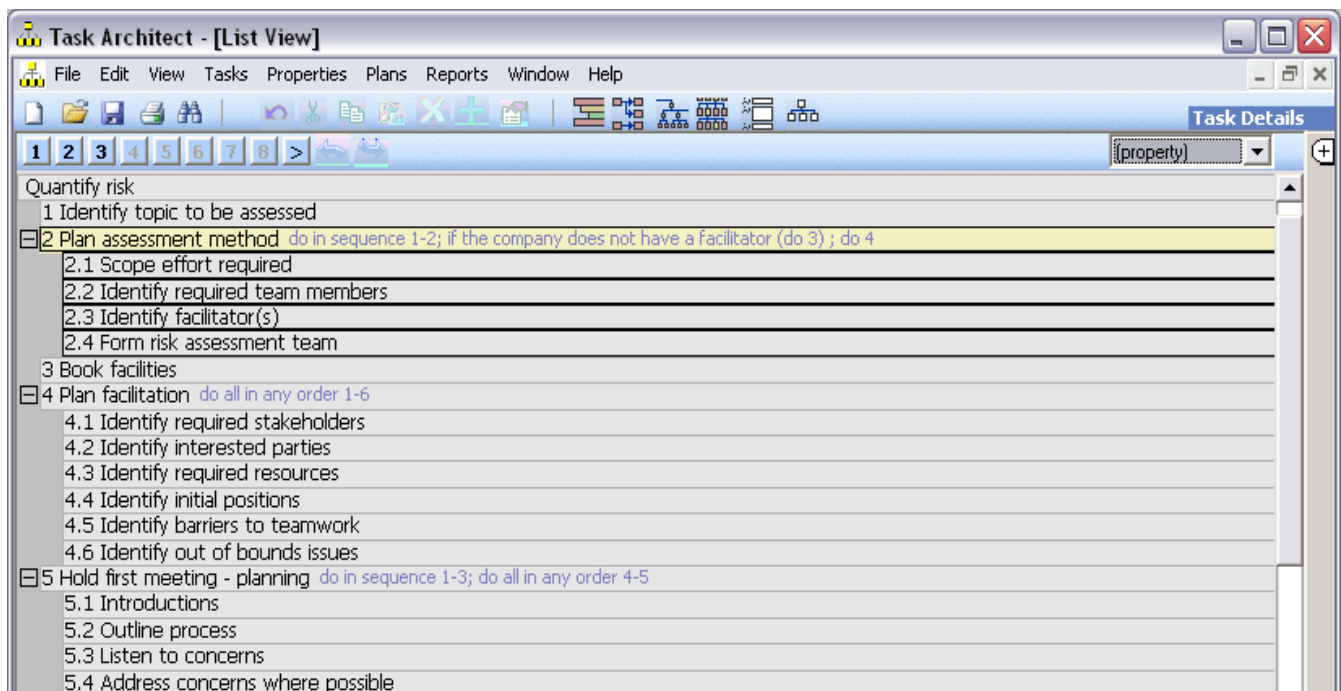 Task Architect - [List View]
File Edit View Tasks Properties Plans Reports Window Help
Task Details
1 2 3 4 5 6 7 8 >
(property)
Quantify risk
1 Identify topic to be assessed
2 Plan assessment method do in sequence 1-2; if the company does not have a facilitator (do 3) ; do 4
2.1 Scope effort required
2.2 Identify required team members
2.3 Identify facilitator(s)
2.4 Form risk assessment team
3 Book facilities
4 Plan facilitation do all in any order 1-6
4.1 Identify required stakeholders
4.2 Identify interested parties
4.3 Identify required resources
4.4 Identify initial positions
4.5 Identify barriers to teamwork
4.6 Identify out of bounds issues
5 Hold first meeting - planning do in sequence 1-3; do all in any order 4-5
5.1 Introductions
5.2 Outline process
5.3 Listen to concerns
5.4 Address concerns where possible